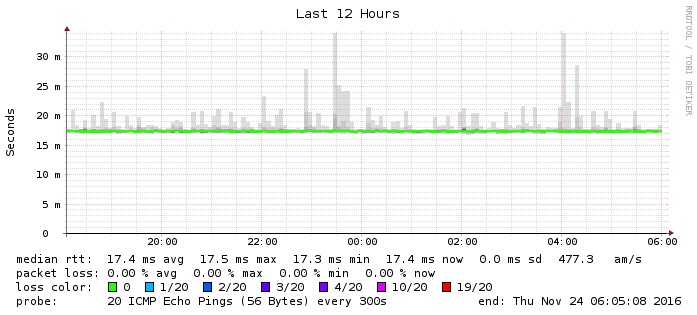 Last 12 Hours
RRDTOOL / TOBI OETIKER
Seconds
30 m
25 m
20 m
15 m
10 m
5 m
0
20:00 22:00 00:00 02:00 04:00 06:00
median rtt: 17.4 ms avg 17.5 ms max 17.3 ms min 17.4 ms now 0.0 ms sd 477.3 am/s
packet loss: 0.00 % avg 0.00 % max 0.00 % min 0.00 % now
loss color: 0 1/20 2/20 3/20 4/20 10/20 19/20
probe: 20 ICMP Echo Pings (56 Bytes) every 300s end: Thu Nov 24 06:05:08 2016